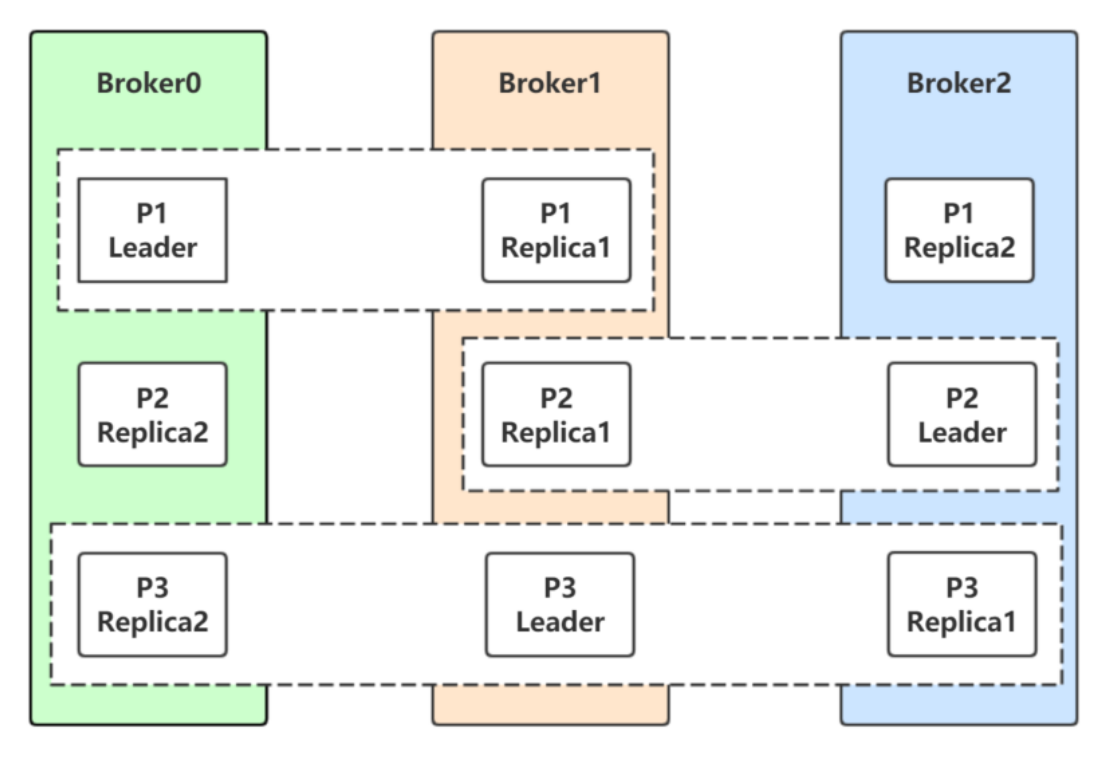 Broker0
Broker1
Broker2
P1
Leader
P1
Replica1
P1
Replica2
P2
Replica2
P2
Replica1
P2
Leader
P3
Replica2
P3
Leader
P3
Replica1